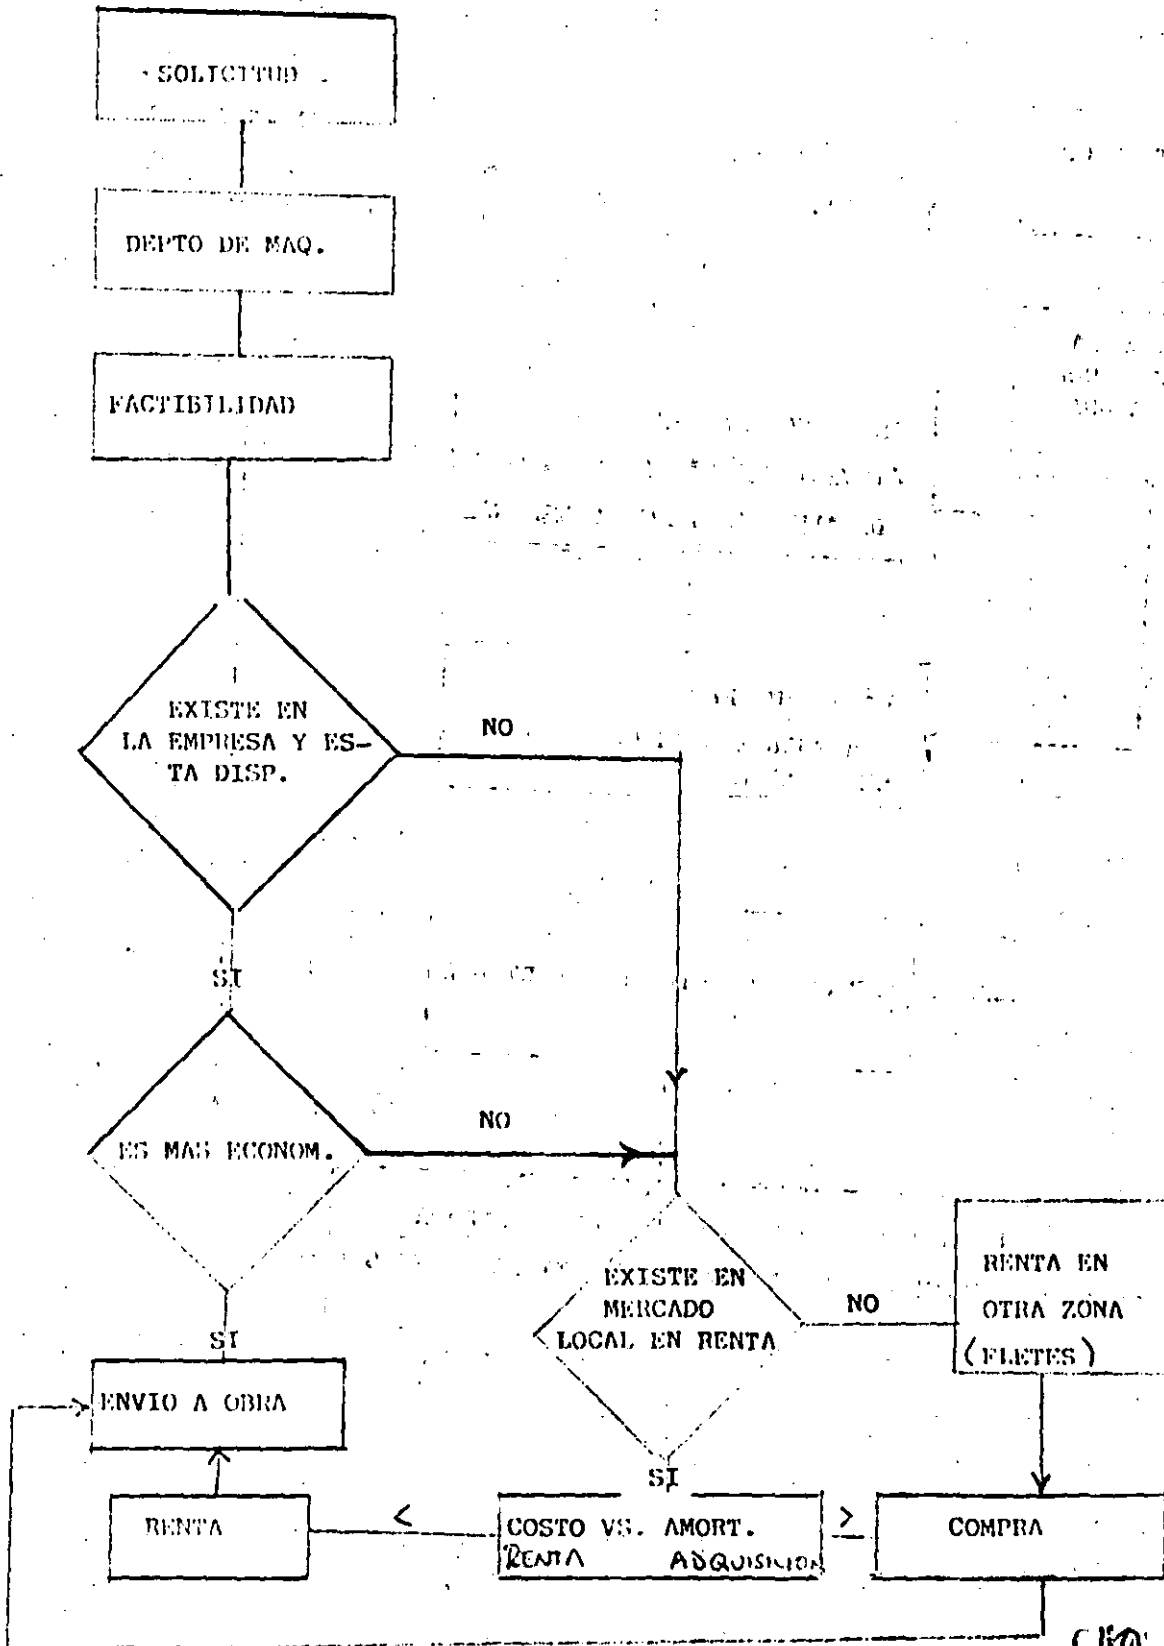 SOLICITUD
DEPTO DE MAQ.
FACTIBILIDAD
EXISTE EN
LA EMPRESA Y ES-
TA DISP.
NO
SI
ES MAS ECONOM.
NO
SI
EXISTE EN
MERCADO
LOCAL EN RENTA
NO
RENTA EN
OTRA ZONA
(FLETES)
ENVIO A OBRA
SI
RENTA
<
COSTO VS. AMORT.
RENTA ADQUISICION
>
COMPRA